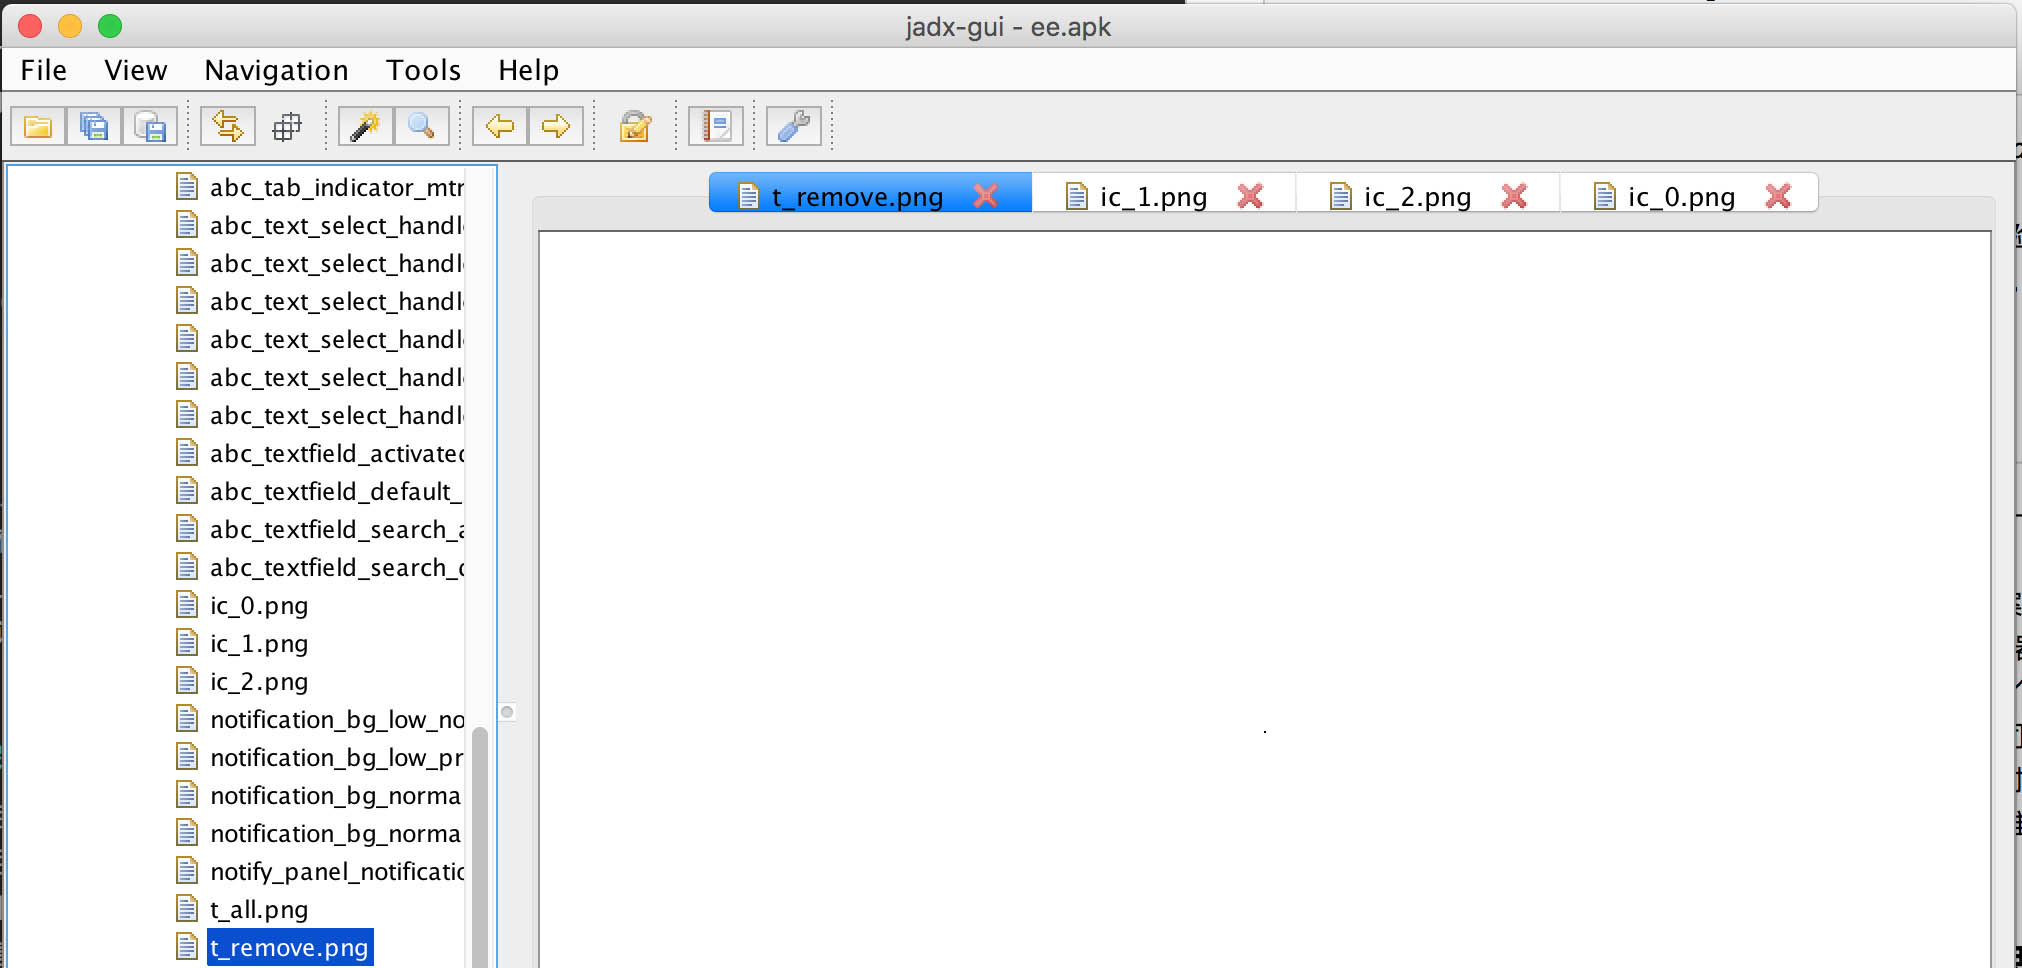 jadx-gui - ee.apk
File View Navigation Tools Help
t_remove.png ic_1.png ic_2.png ic_0.png
abc_tab_indicator_mtr
abc_text_select_handl
abc_text_select_handl
abc_text_select_handl
abc_text_select_handl
abc_text_select_handl
abc_text_select_handl
abc_textfield_activated
abc_textfield_default_
abc_textfield_search_a
abc_textfield_search_d
ic_0.png
ic_1.png
ic_2.png
notification_bg_low_no
notification_bg_low_pr
notification_bg_norma
notification_bg_norma
notify_panel_notificatio
t_all.png
t_remove.png